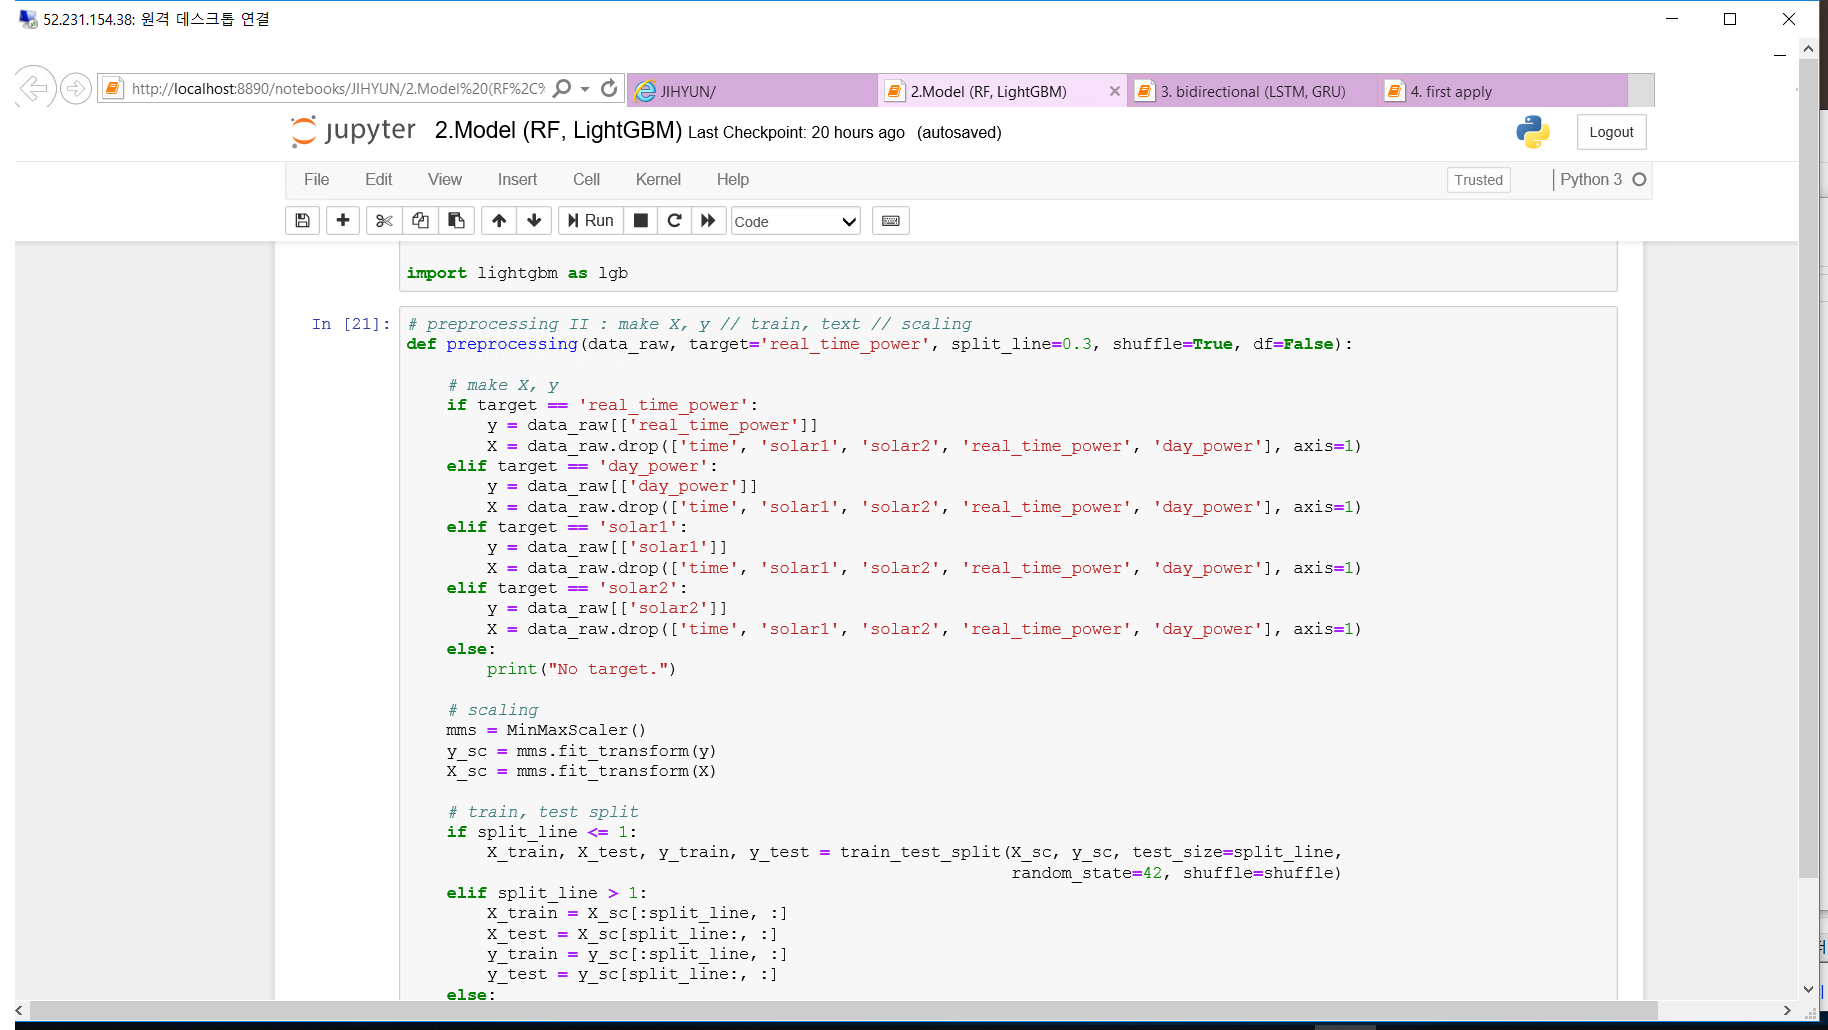 52.231.154.38: 원격 데스크톱 연결
http://localhost:8890/notebooks/JIHYUN/2.Model%20(RF%2C%
JIHYUN/
2.Model (RF, LightGBM)
3. bidirectional (LSTM, GRU)
4. first apply
jupyter 2.Model (RF, LightGBM) Last Checkpoint: 20 hours ago (autosaved)
Logout
File Edit View Insert Cell Kernel Help
Trusted
Python 3
Run
Code
import lightgbm as lgb
In [21]:
# preprocessing II : make X, y // train, text // scaling
def preprocessing(data_raw, target='real_time_power', split_line=0.3, shuffle=True, df=False):
# make X, y
if target == 'real_time_power':
y = data_raw[['real_time_power']]
X = data_raw.drop(['time', 'solar1', 'solar2', 'real_time_power', 'day_power'], axis=1)
elif target == 'day_power':
y = data_raw[['day_power']]
X = data_raw.drop(['time', 'solar1', 'solar2', 'real_time_power', 'day_power'], axis=1)
elif target == 'solar1':
y = data_raw[['solar1']]
X = data_raw.drop(['time', 'solar1', 'solar2', 'real_time_power', 'day_power'], axis=1)
elif target == 'solar2':
y = data_raw[['solar2']]
X = data_raw.drop(['time', 'solar1', 'solar2', 'real_time_power', 'day_power'], axis=1)
else:
print("No target.")
# scaling
mms = MinMaxScaler()
y_sc = mms.fit_transform(y)
X_sc = mms.fit_transform(X)
# train, test split
if split_line <= 1:
X_train, X_test, y_train, y_test = train_test_split(X_sc, y_sc, test_size=split_line,
random_state=42, shuffle=shuffle)
elif split_line > 1:
X_train = X_sc[:split_line, :]
X_test = X_sc[split_line:, :]
y_train = y_sc[:split_line, :]
y_test = y_sc[split_line:, :]
else: